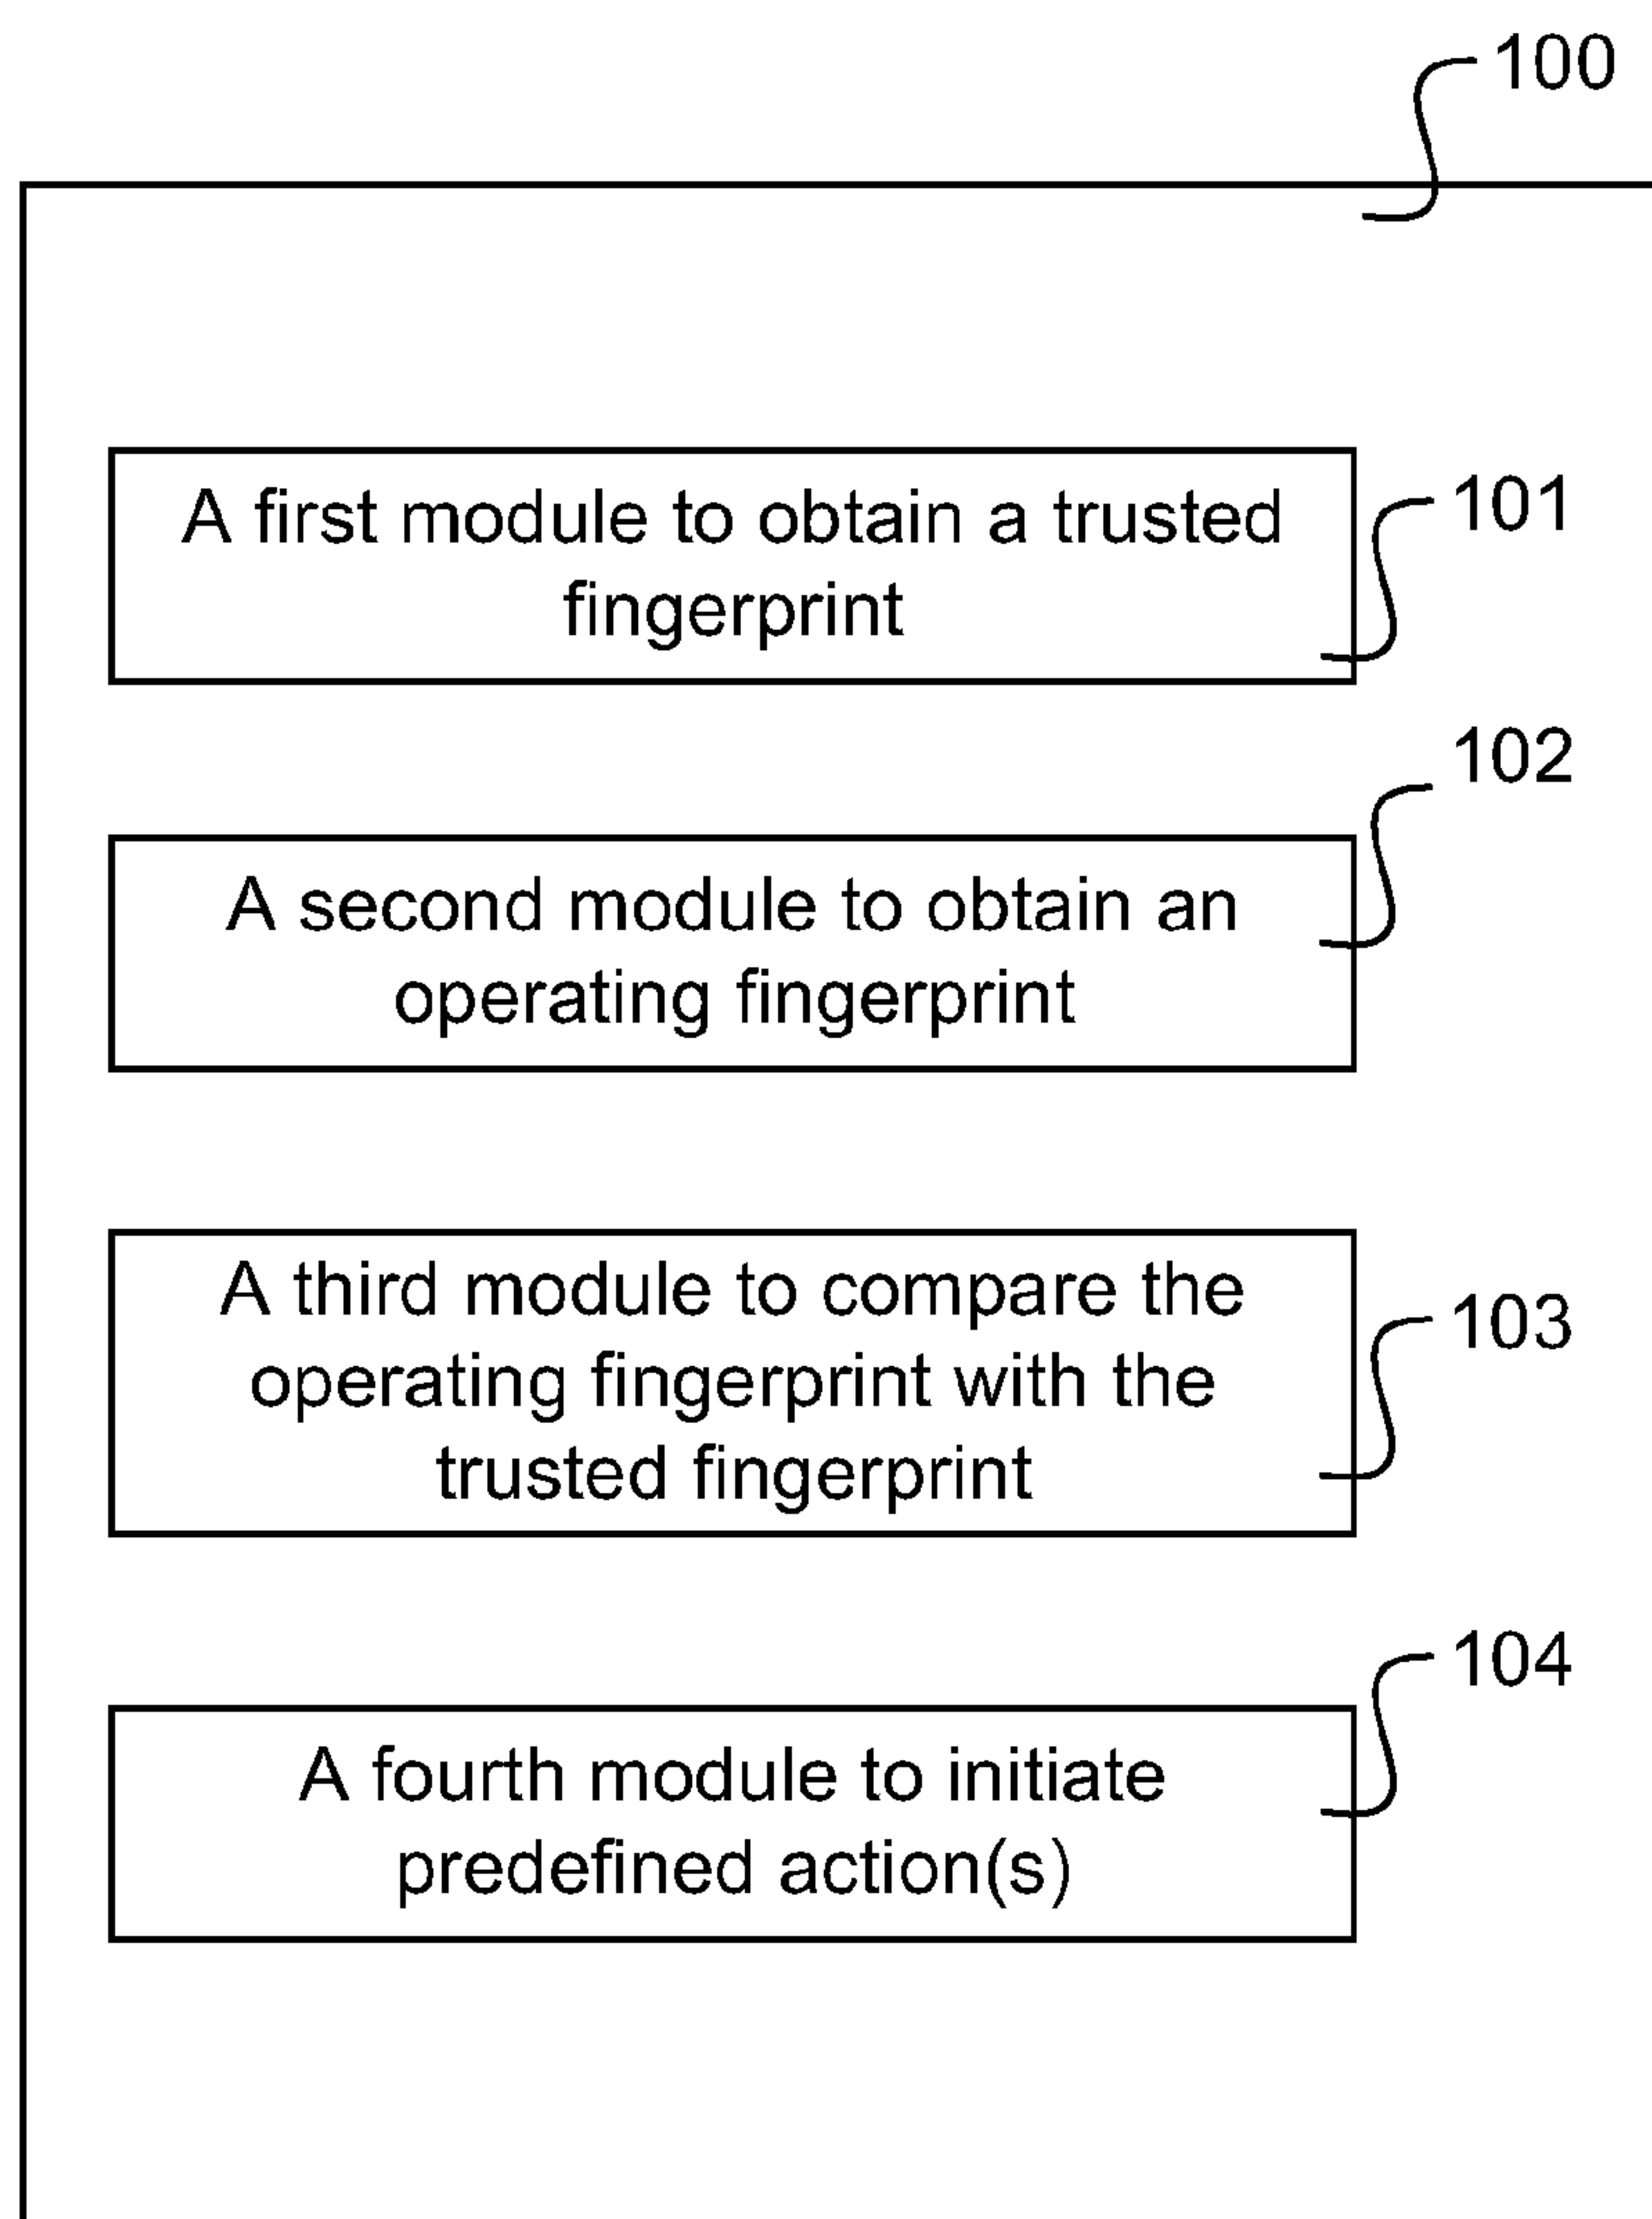 100
A first module to obtain a trusted
fingerprint
101
102
A second module to obtain an
operating fingerprint
A third module to compare the
operating fingerprint with the
trusted fingerprint
103
104
A fourth module to initiate
predefined action(s)